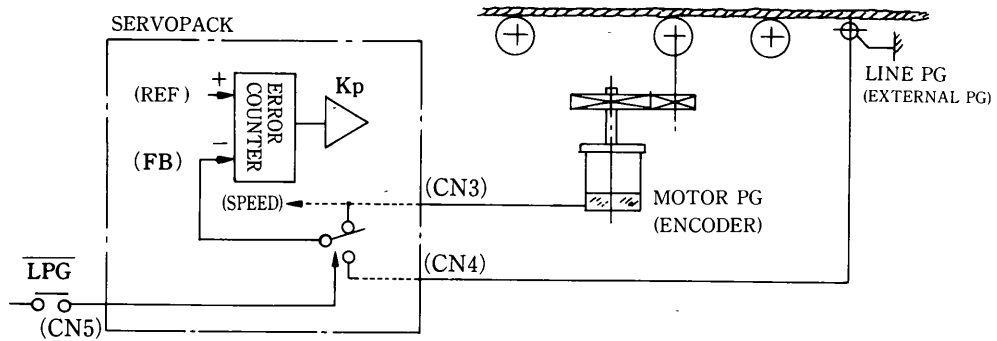 SERVOPACK
(REF)
+
ERROR
COUNTER
Kp
(FB)
−
(SPEED)
(CN3)
(CN4)
LPG
(CN5)
MOTOR PG
(ENCODER)
LINE PG
(EXTERNAL PG)